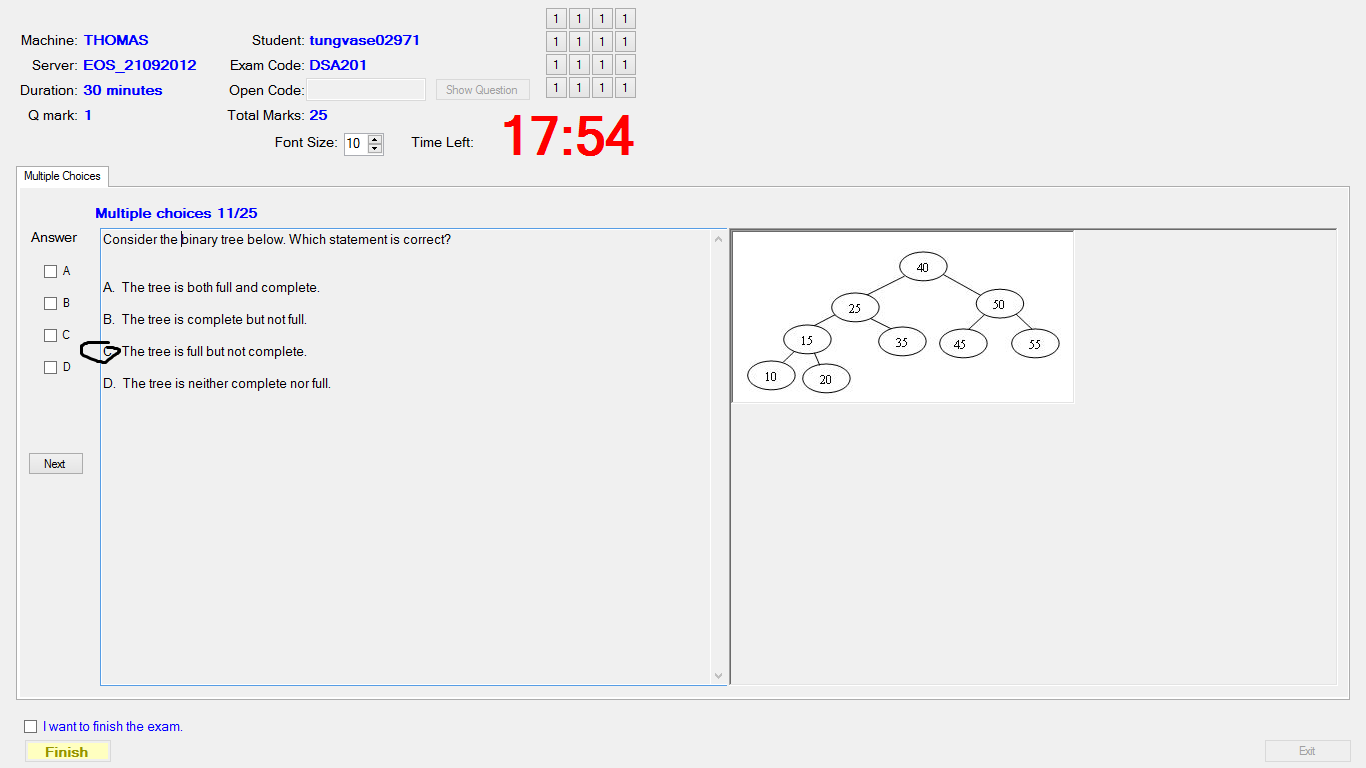 Machine: THOMAS Student: tungvase02971
Server: EOS_21092012 Exam Code: DSA201
Duration: 30 minutes Open Code: Show Question
Q mark: 1 Total Marks: 25
Font Size: 10 Time Left: 17:54
1 1 1 1
1 1 1 1
1 1 1 1
1 1 1 1
Multiple Choices
Multiple choices 11/25
Answer
A
B
C
D
Next
Consider the binary tree below. Which statement is correct?
A. The tree is both full and complete.
B. The tree is complete but not full.
C. The tree is full but not complete.
D. The tree is neither complete nor full.
40
25 50
15 35 45 55
10 20
I want to finish the exam.
Finish Exit